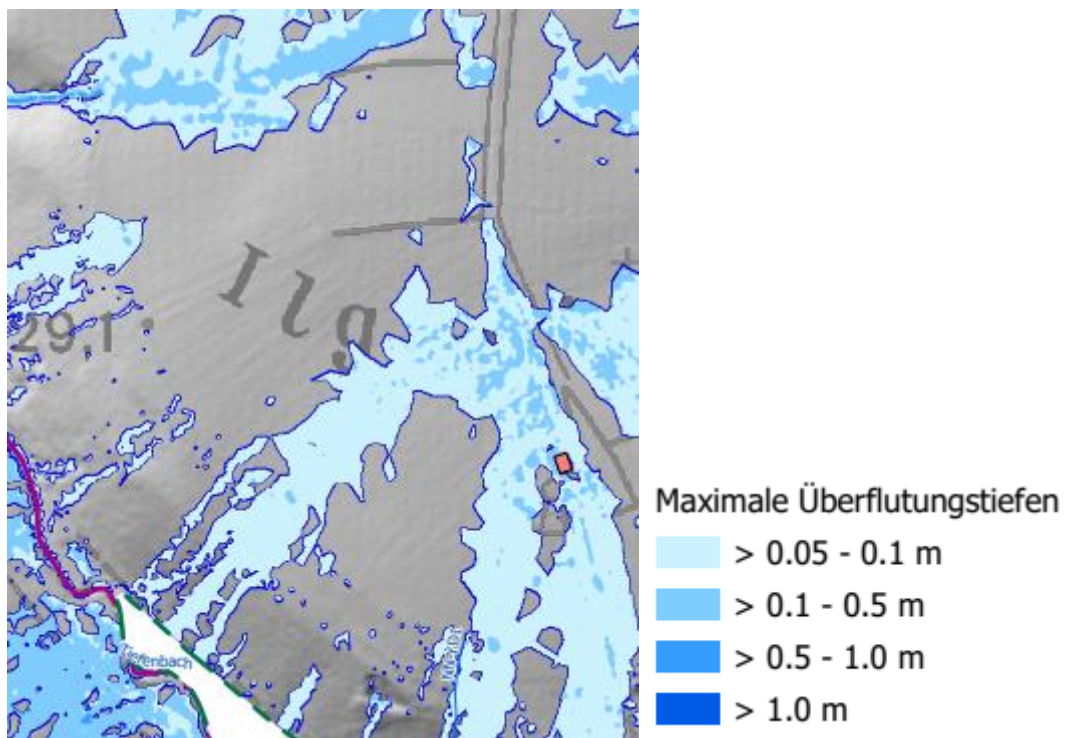 Ilg
29,1
Tiefenbach
Maximale Überflutungstiefen
> 0.05 - 0.1 m
> 0.1 - 0.5 m
> 0.5 - 1.0 m
> 1.0 m